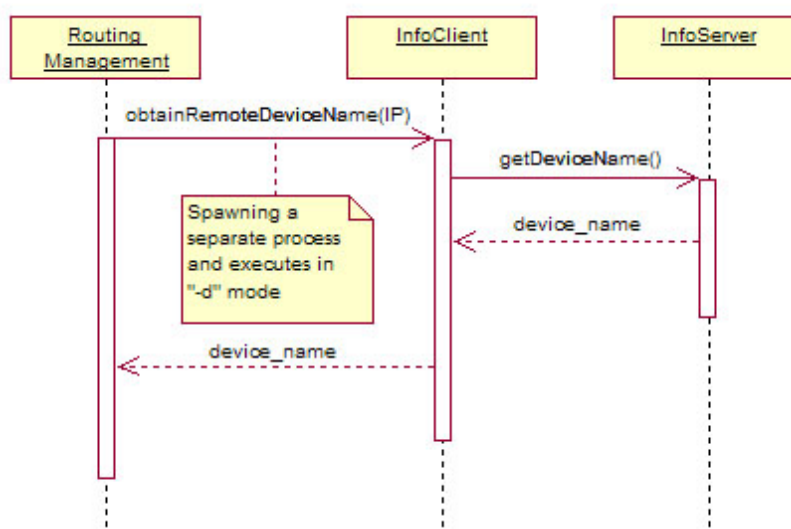 Routing
Management
InfoClient
InfoServer
obtainRemoteDeviceName(IP)
getDeviceName()
Spawning a
separate process
and executes in
"-d" mode
device_name
device_name